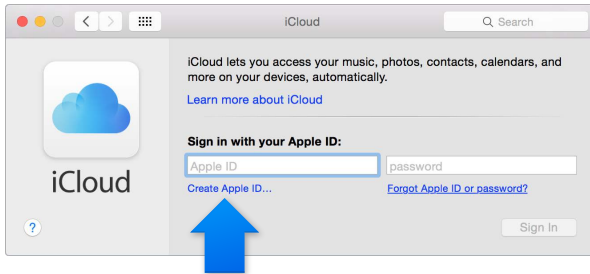 iCloud
Search
iCloud lets you access your music, photos, contacts, calendars, and
more on your devices, automatically.
Learn more about iCloud
Sign in with your Apple ID:
Apple ID
password
Create Apple ID...
Forgot Apple ID or password?
iCloud
?
Sign In